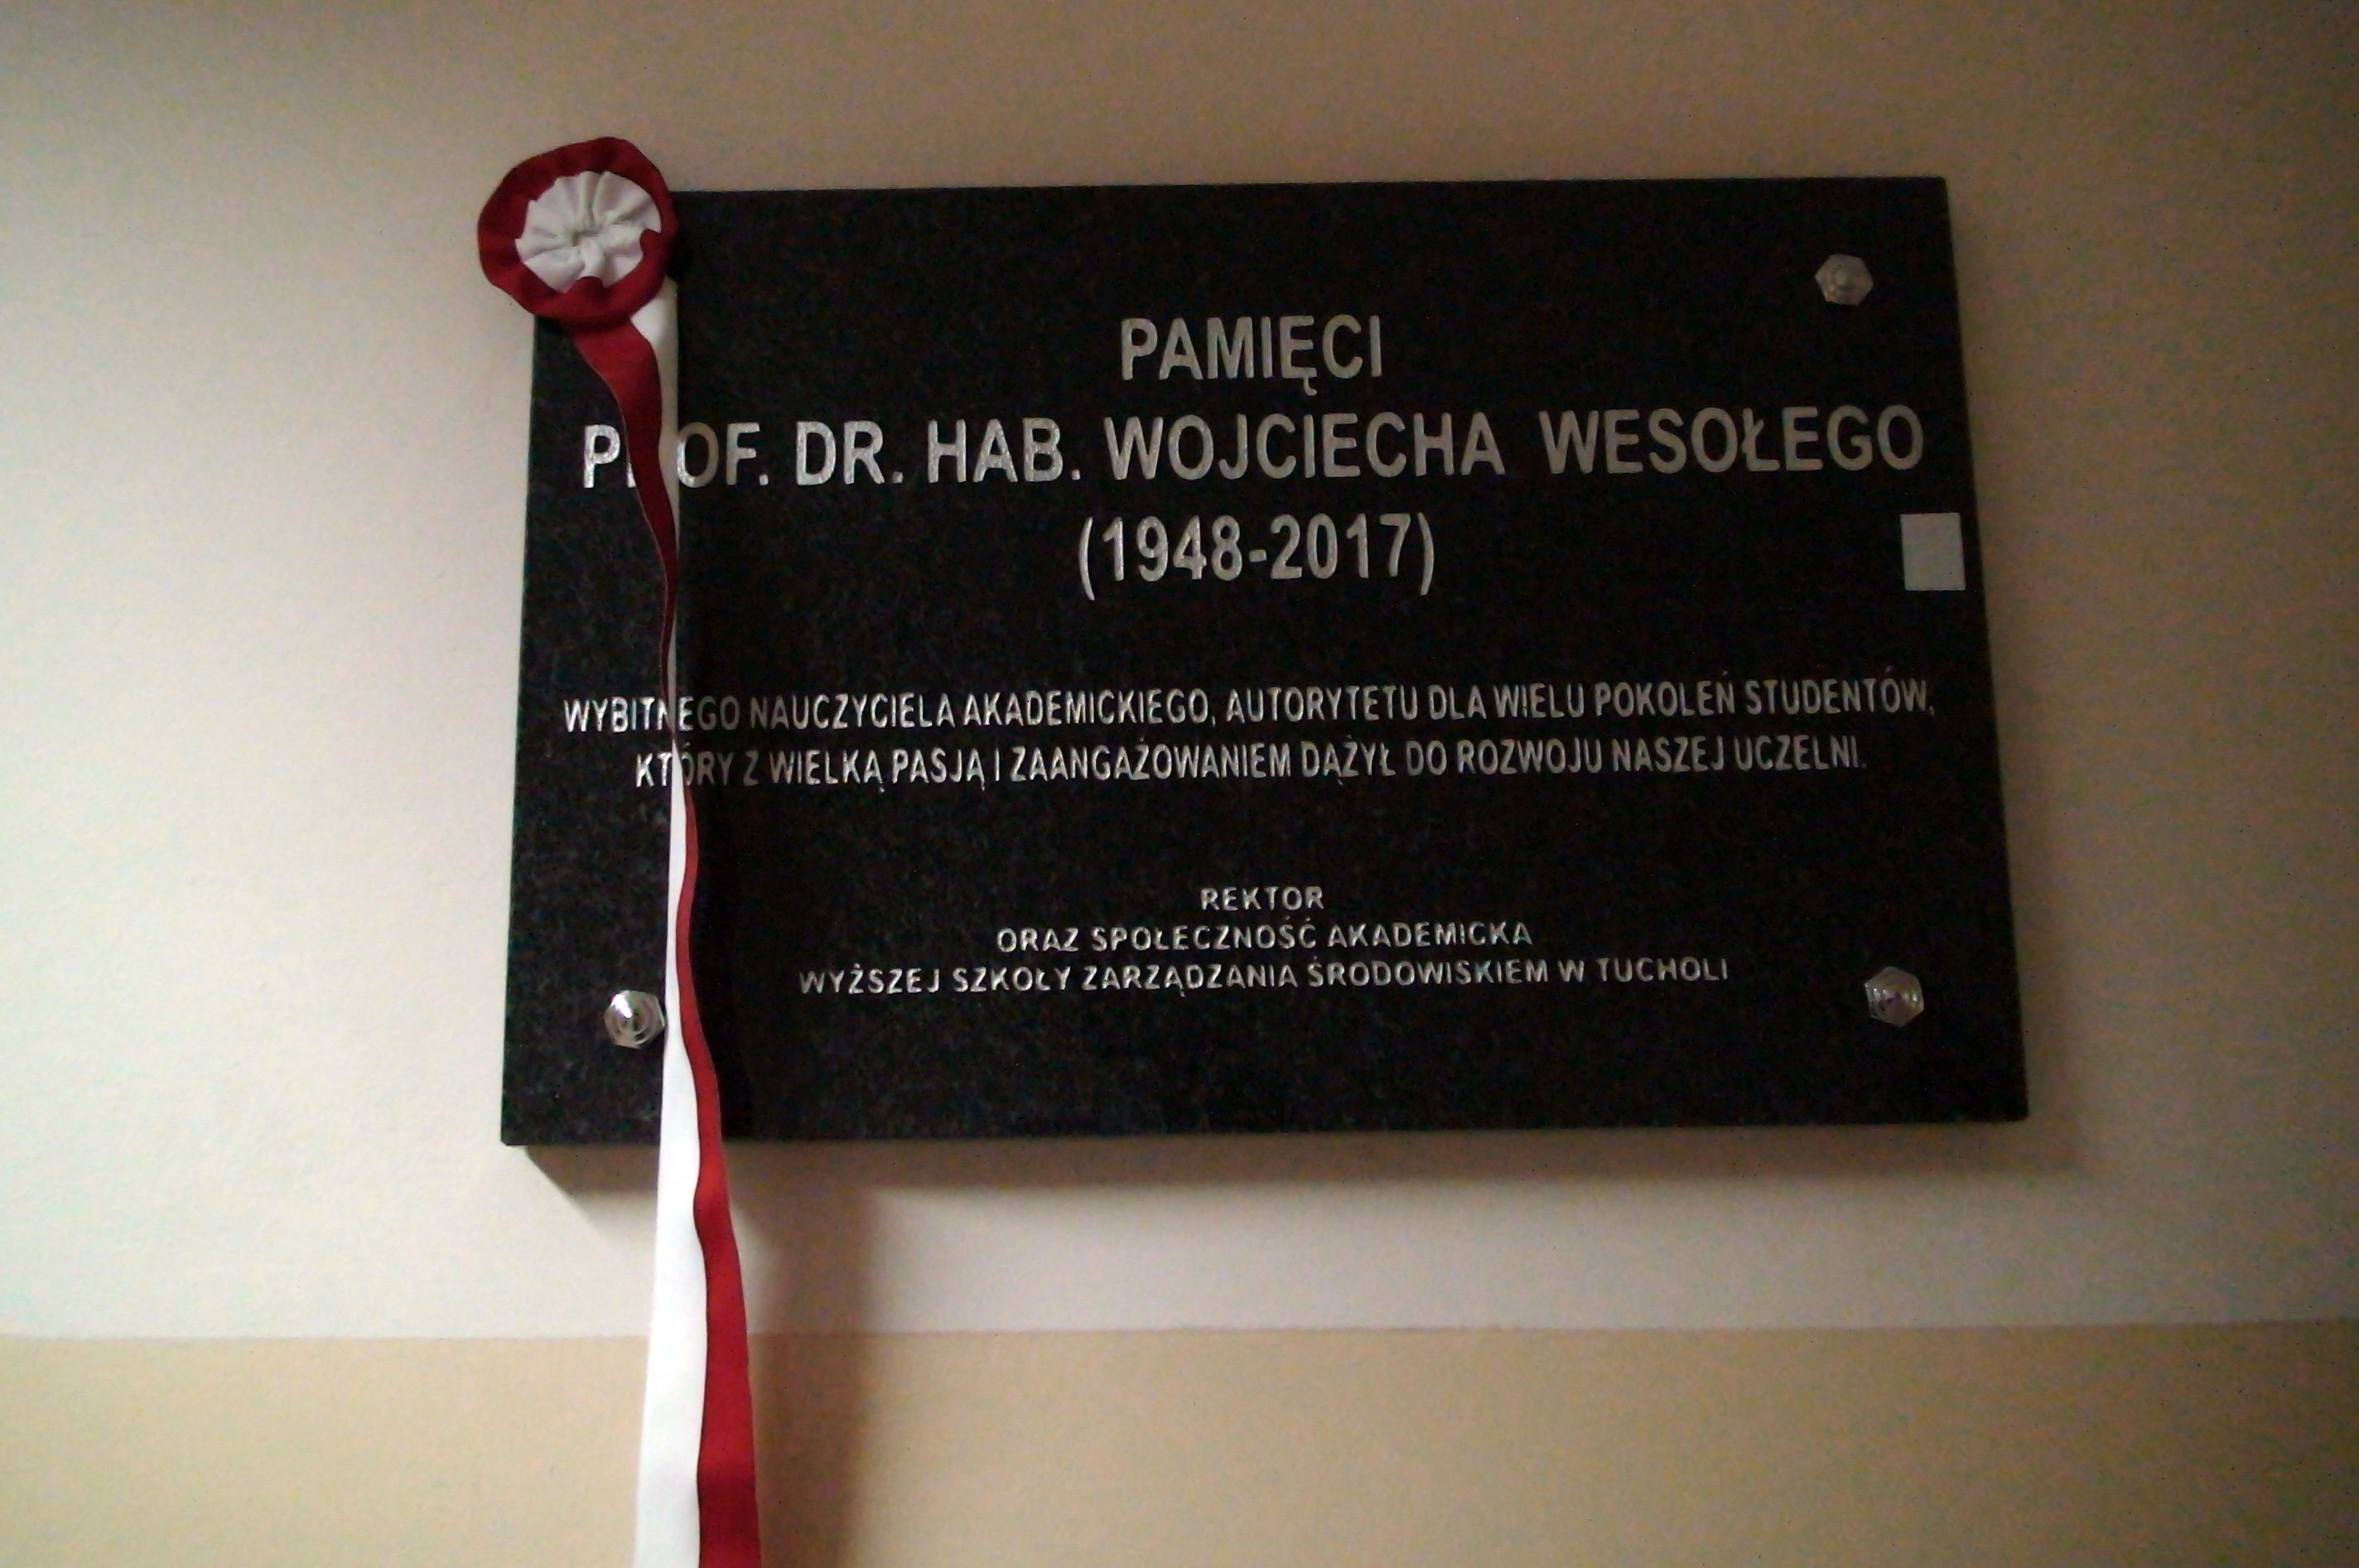 PAMIĘCI
PROF. DR. HAB. WOJCIECHA WESOŁEGO
(1948-2017)
WYBITNEGO NAUCZYCIELA AKADEMICKIEGO, AUTORYTETU DLA WIELU POKOLEŃ STUDENTÓW,
KTÓRY Z WIELKĄ PASJĄ I ZAANGAŻOWANIEM DĄŻYŁ DO ROZWOJU NASZEJ UCZELNI.
REKTOR
ORAZ SPOŁECZNOŚĆ AKADEMICKA
WYŻSZEJ SZKOŁY ZARZĄDZANIA ŚRODOWISKIEM W TUCHOLI